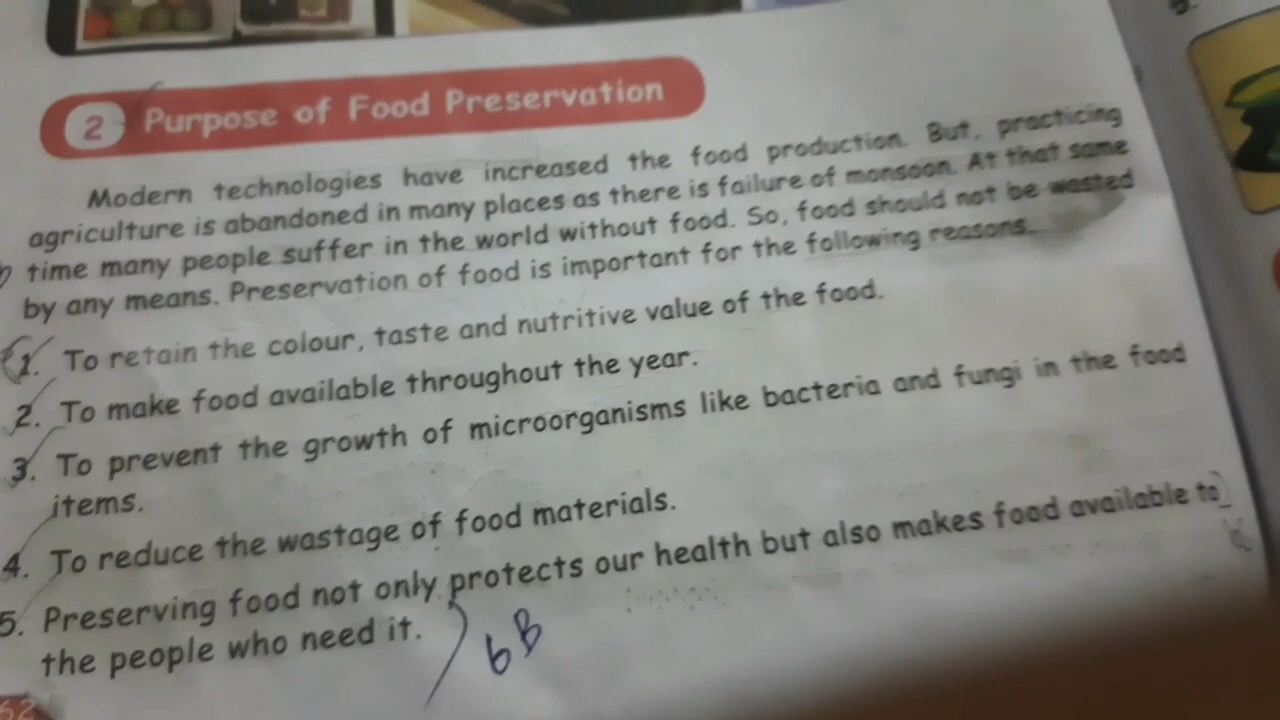 2 Purpose of Food Preservation
Modern technologies have increased the food production. But, practicing
agriculture is abandoned in many places as there is failure of monsoon. At that same
time many people suffer in the world without food. So, food should not be wasted
by any means. Preservation of food is important for the following reasons.
1. To retain the colour, taste and nutritive value of the food.
2. To make food available throughout the year.
3. To prevent the growth of microorganisms like bacteria and fungi in the food
items.
4. To reduce the wastage of food materials.
5. Preserving food not only protects our health but also makes food available to
the people who need it.
6B
62